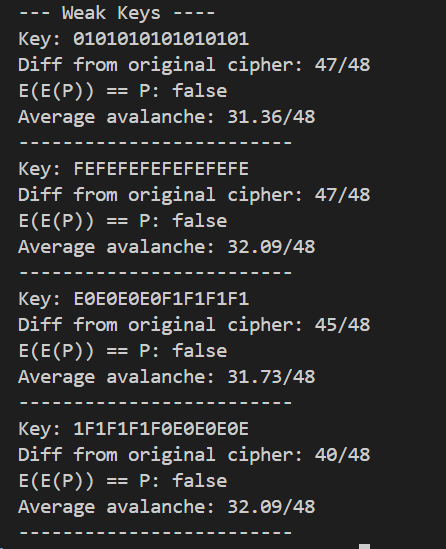 --- Weak Keys ----
Key: 0101010101010101
Diff from original cipher: 47/48
E(E(P)) == P: false
Average avalanche: 31.36/48
-------------------------
Key: FEFEFEFEFEFEFEFE
Diff from original cipher: 47/48
E(E(P)) == P: false
Average avalanche: 32.09/48
-------------------------
Key: E0E0E0E0F1F1F1F1
Diff from original cipher: 45/48
E(E(P)) == P: false
Average avalanche: 31.73/48
-------------------------
Key: 1F1F1F1F0E0E0E0E
Diff from original cipher: 40/48
E(E(P)) == P: false
Average avalanche: 32.09/48
-------------------------